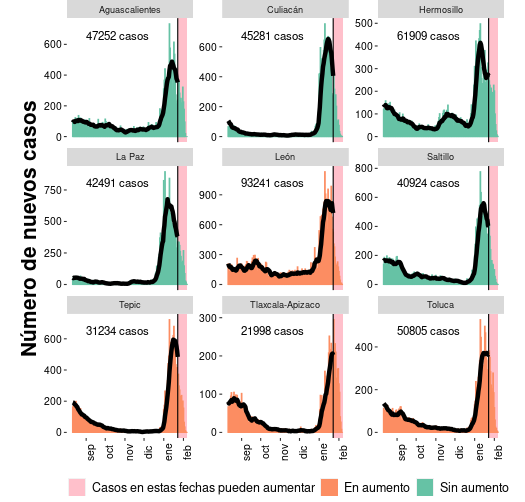 Número de nuevos casos
Aguascalientes
Culiacán
Hermosillo
47252 casos
45281 casos
61909 casos
600
400
200
0
600
400
200
0
500
400
300
200
100
0
La Paz
León
Saltillo
42491 casos
93241 casos
40924 casos
750
500
250
0
900
600
300
0
800
600
400
200
0
Tepic
Tlaxcala-Apizaco
Toluca
31234 casos
21998 casos
50805 casos
600
400
200
0
300
200
100
0
400
200
0
sep oct nov dic ene feb
sep oct nov dic ene feb
sep oct nov dic ene feb
Casos en estas fechas pueden aumentar En aumento Sin aumento